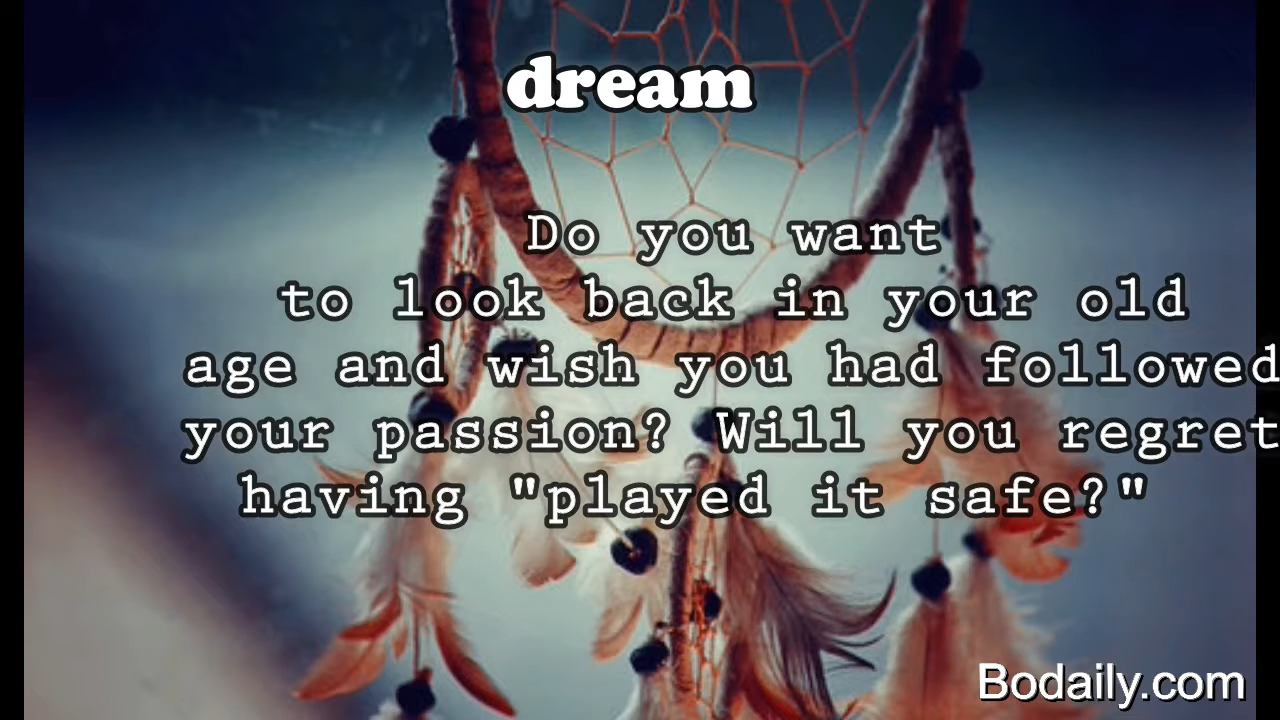 dream
Do you want
to look back in your old
age and wish you had followed
your passion? Will you regret
having "played it safe?"
Bodaily.com